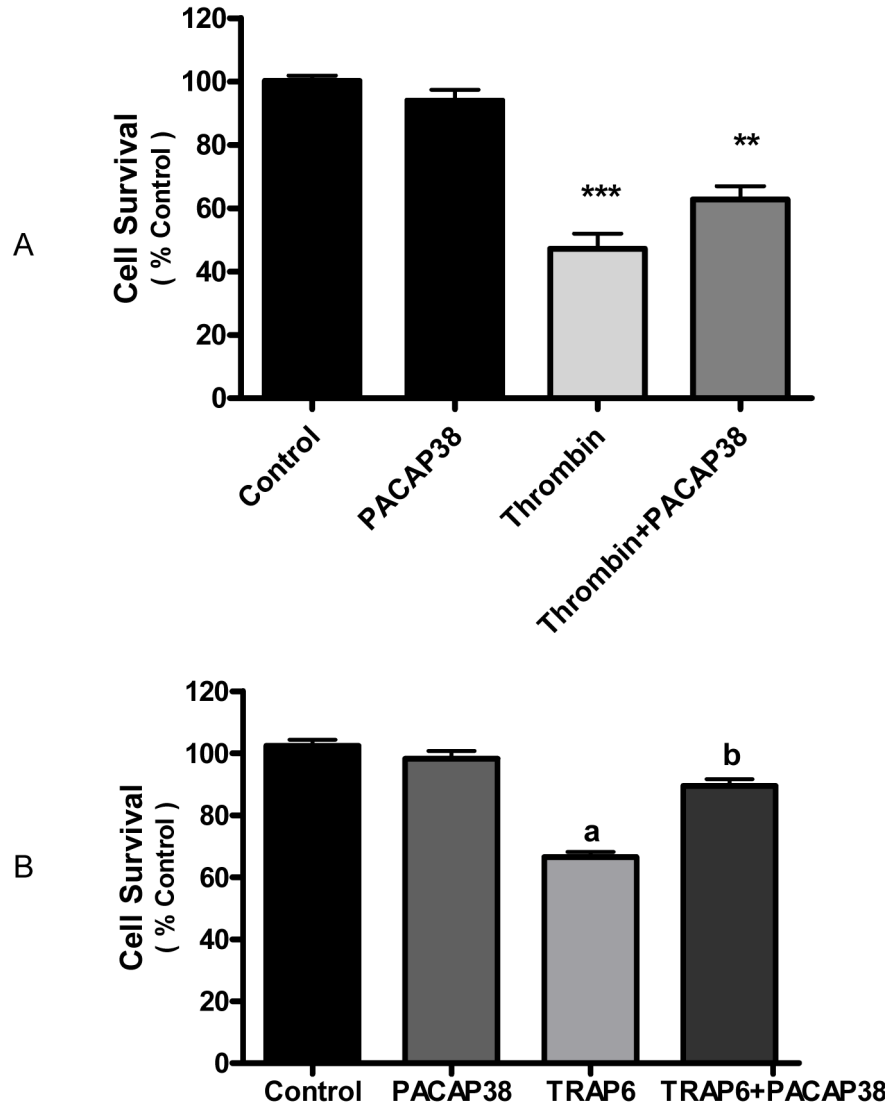 A
Cell Survival
( % Control )
120
100
80
60
40
20
0
***
**
Control
PACAP38
Thrombin
Thrombin+PACAP38
B
Cell Survival
( % Control )
120
100
80
60
40
20
0
a
b
Control
PACAP38
TRAP6
TRAP6+PACAP38